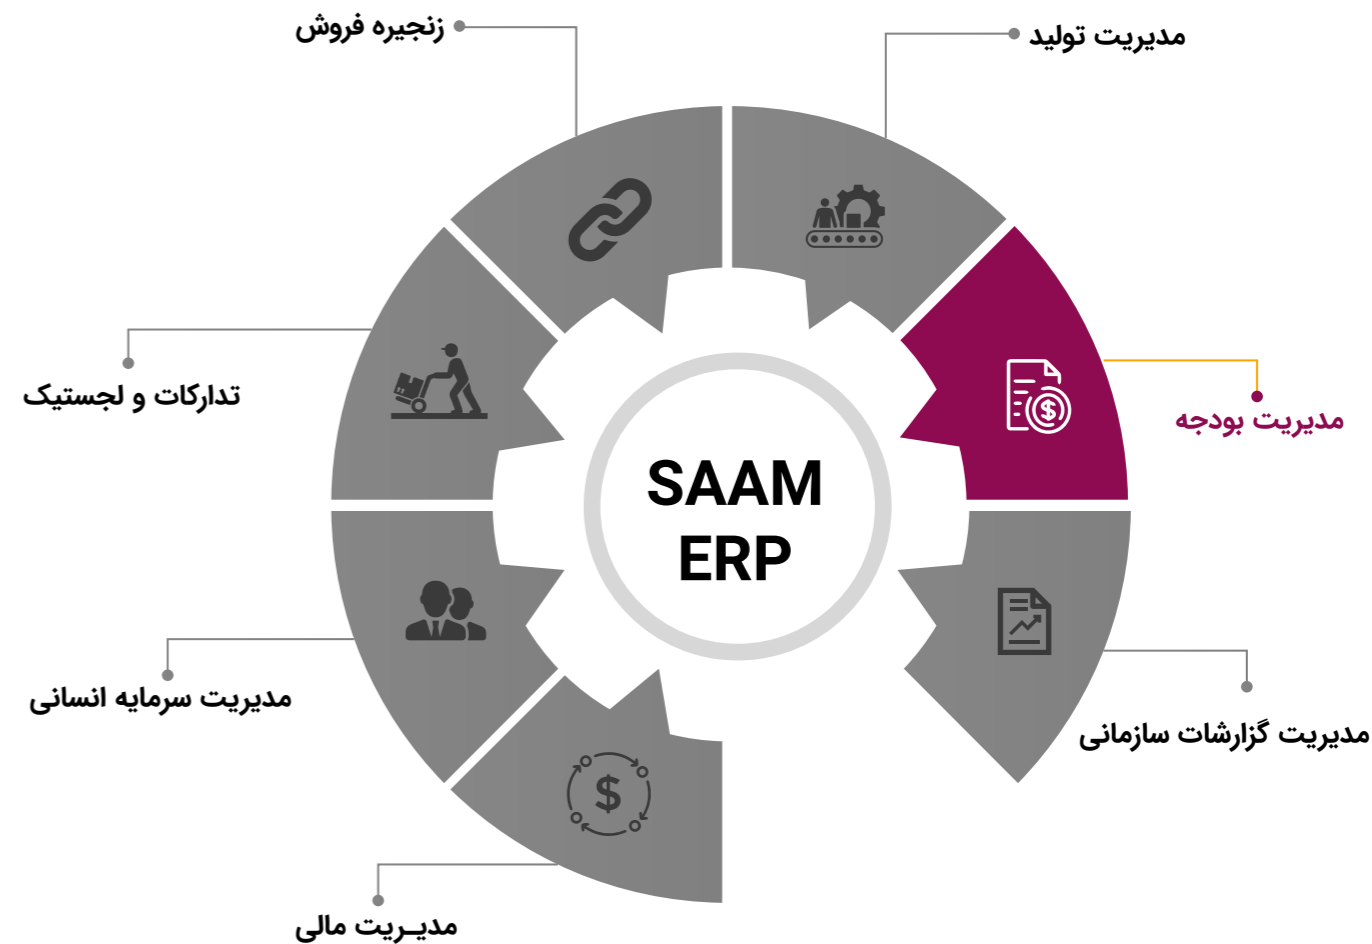 زنجیره فروش
مدیریت تولید
تدارکات و لجستیک
مدیریت بودجه
SAAM
ERP
مدیریت سرمایه انسانی
مدیریت گزارشات سازمانی
مدیـریت مالی